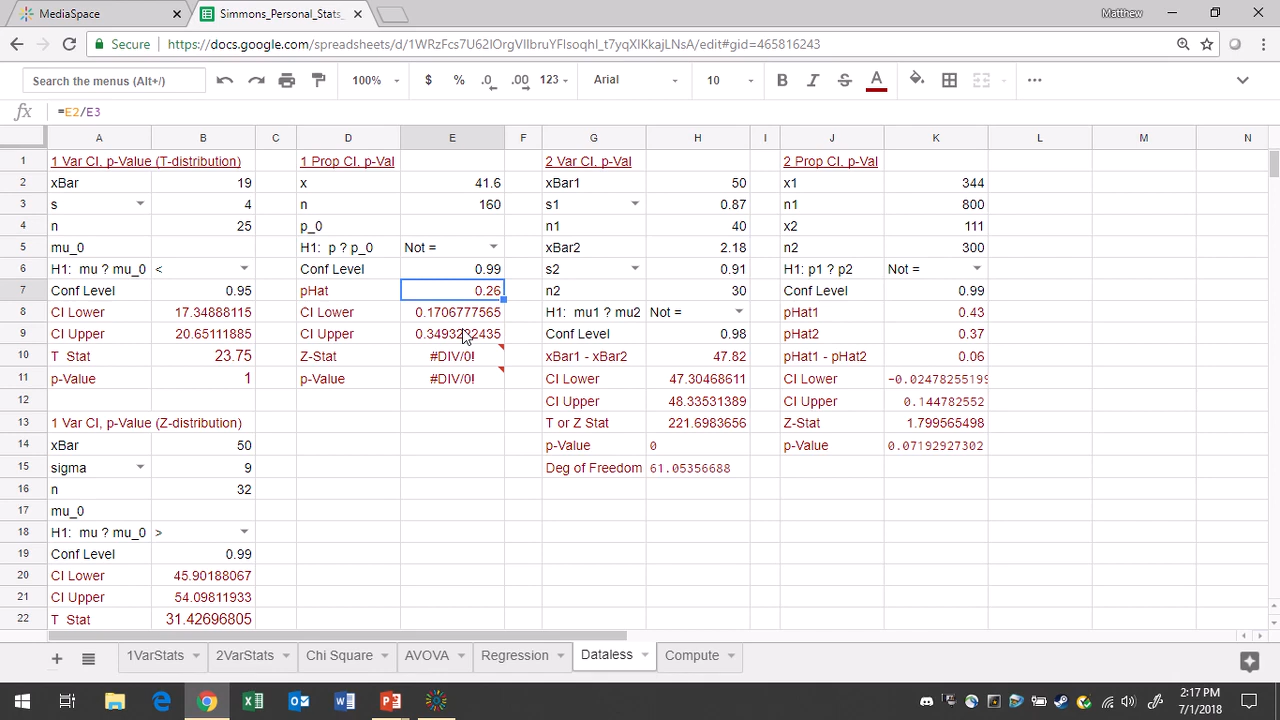 MediaSpace
Simmons_Personal_Stats_
Matthew
Secure https://docs.google.com/spreadsheets/d/
Search the menus (Alt+/) 100% $ % .0 .00 123 Arial 10 B I S A
fx =E2/E3
A B C D E F G H I J K L M N
1 1 Var CI, p-Value (T-distribution) 1 Prop CI, p-Val 2 Var CI, p-Val 2 Prop CI, p-Val
2 xBar 19 x 41.6 xBar1 50 x1 344
3 s 4 n 160 s1 0.87 n1 800
4 n 25 p_0 n1 40 x2 111
5 mu_0 H1: p ? p_0 Not = xBar2 2.18 n2 300
6 H1: mu ? mu_0 < Conf Level 0.99 s2 0.91 H1: p1 ? p2 Not =
7 Conf Level 0.95 pHat 0.26 n2 30 Conf Level 0.99
8 CI Lower 17.34888115 CI Lower 0.1706777565 H1: mu1 ? mu2 Not = pHat1 0.43
9 CI Upper 20.65111885 CI Upper Conf Level 0.98 pHat2 0.37
10 T Stat 23.75 Z-Stat #DIV/0! xBar1 - xBar2 47.82 pHat1 - pHat2 0.06
11 p-Value 1 p-Value #DIV/0! CI Lower 47.30468611 CI Lower
12 CI Upper 48.33531389 CI Upper 0.144782552
13 1 Var CI, p-Value (Z-distribution) T or Z Stat 221.6983656 Z-Stat 1.799565498
14 xBar 50 p-Value 0 p-Value 0.07192927302
15 sigma 9 Deg of Freedom 61.05356688
16 n 32
17 mu_0
18 H1: mu ? mu_0 >
19 Conf Level 0.99
20 CI Lower 45.90188067
21 CI Upper 54.09811933
22 T Stat 31.42696805
1VarStats 2VarStats Chi Square AVOVA Regression Dataless Compute
2:17 PM
7/1/2018